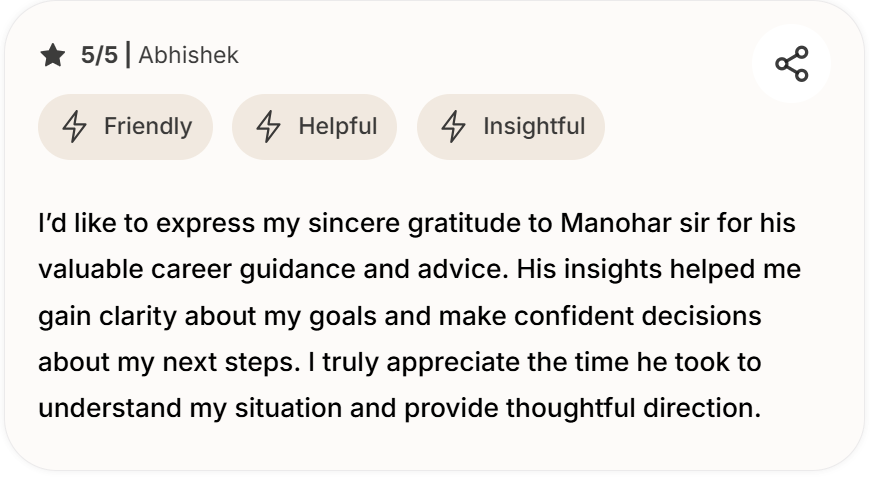 5/5 | Abhishek
Friendly Helpful Insightful
I’d like to express my sincere gratitude to Manohar sir for his
valuable career guidance and advice. His insights helped me
gain clarity about my goals and make confident decisions
about my next steps. I truly appreciate the time he took to
understand my situation and provide thoughtful direction.